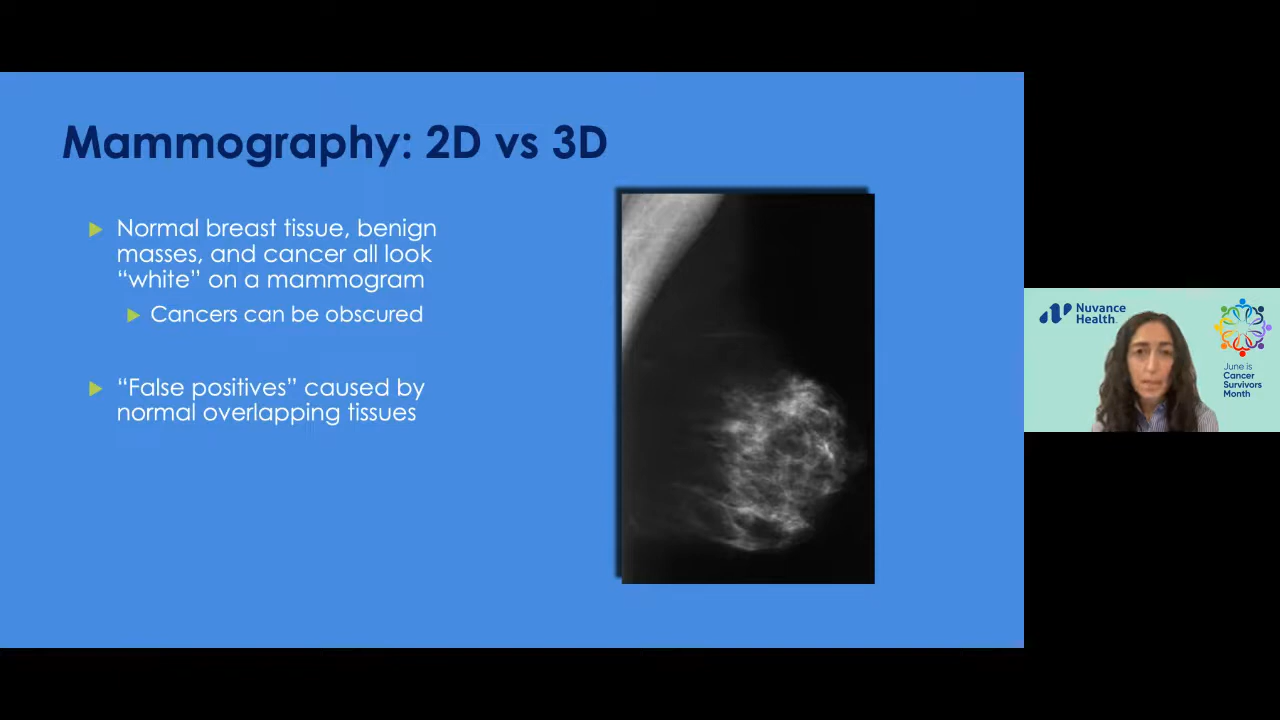 Mammography: 2D vs 3D
Normal breast tissue, benign
masses, and cancer all look
“white” on a mammogram
Cancers can be obscured
“False positives” caused by
normal overlapping tissues
Nuvance
Health
June is
Cancer
Survivors
Month